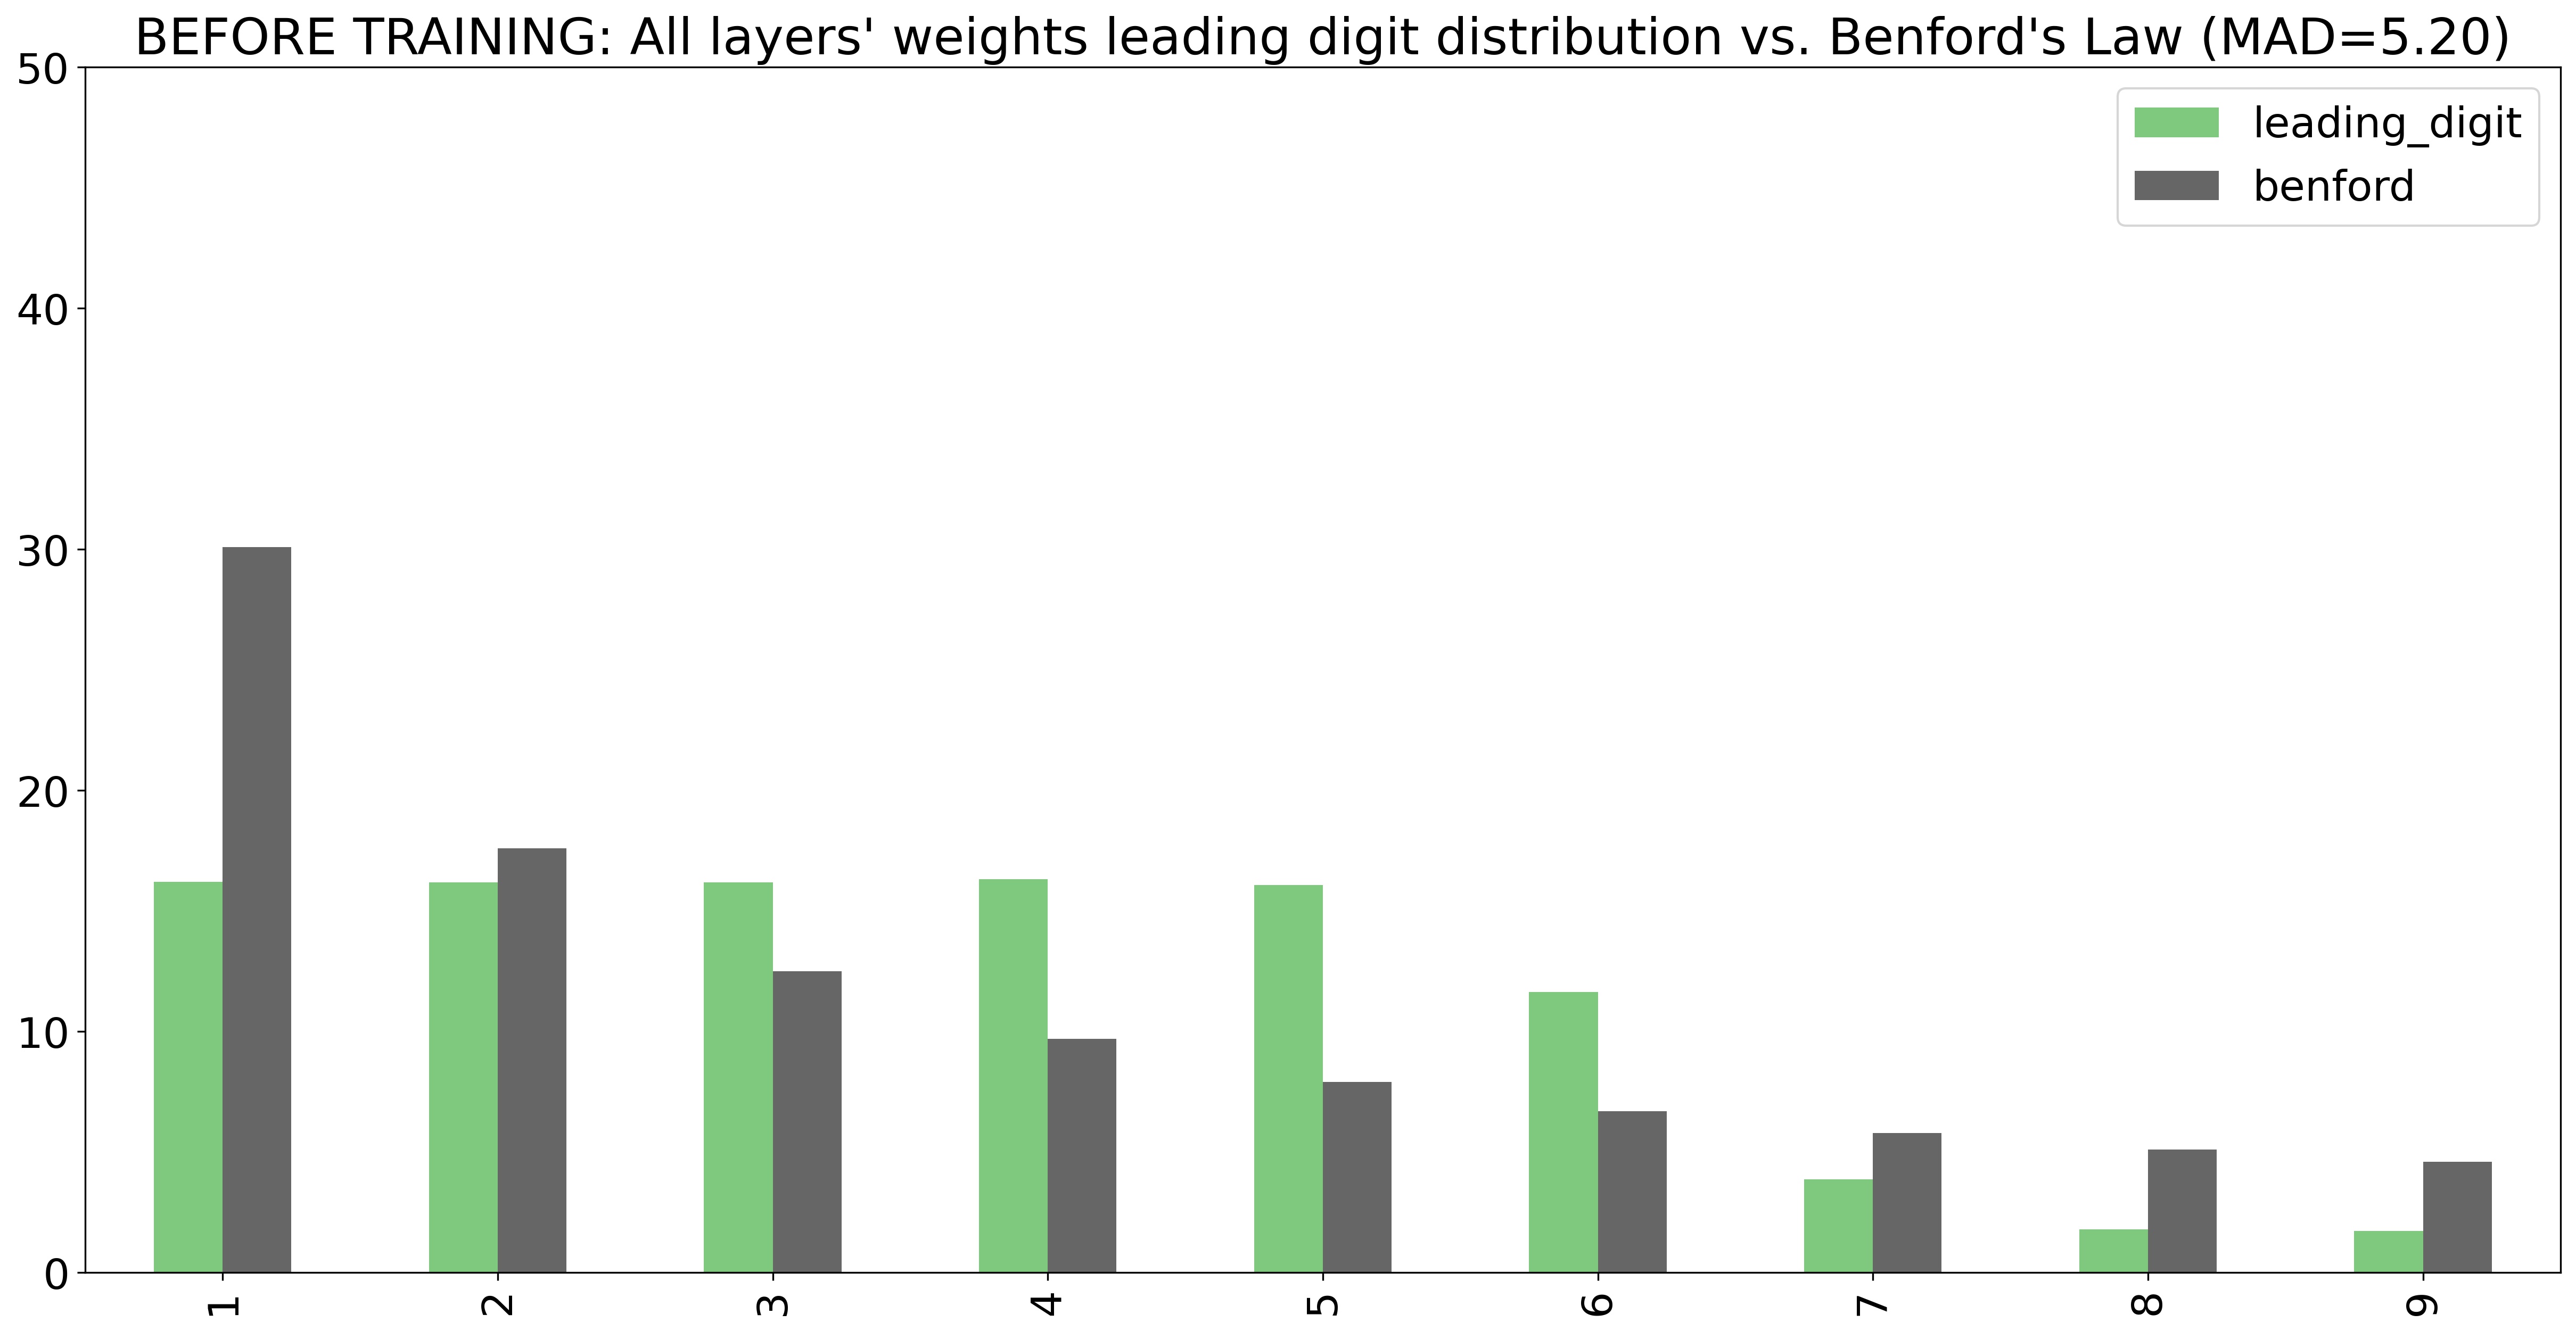 BEFORE TRAINING: All layers' weights leading digit distribution vs. Benford's Law (MAD=5.20)
50
40
30
20
10
0
leading_digit
benford
1 2 3 4 5 6 7 8 9